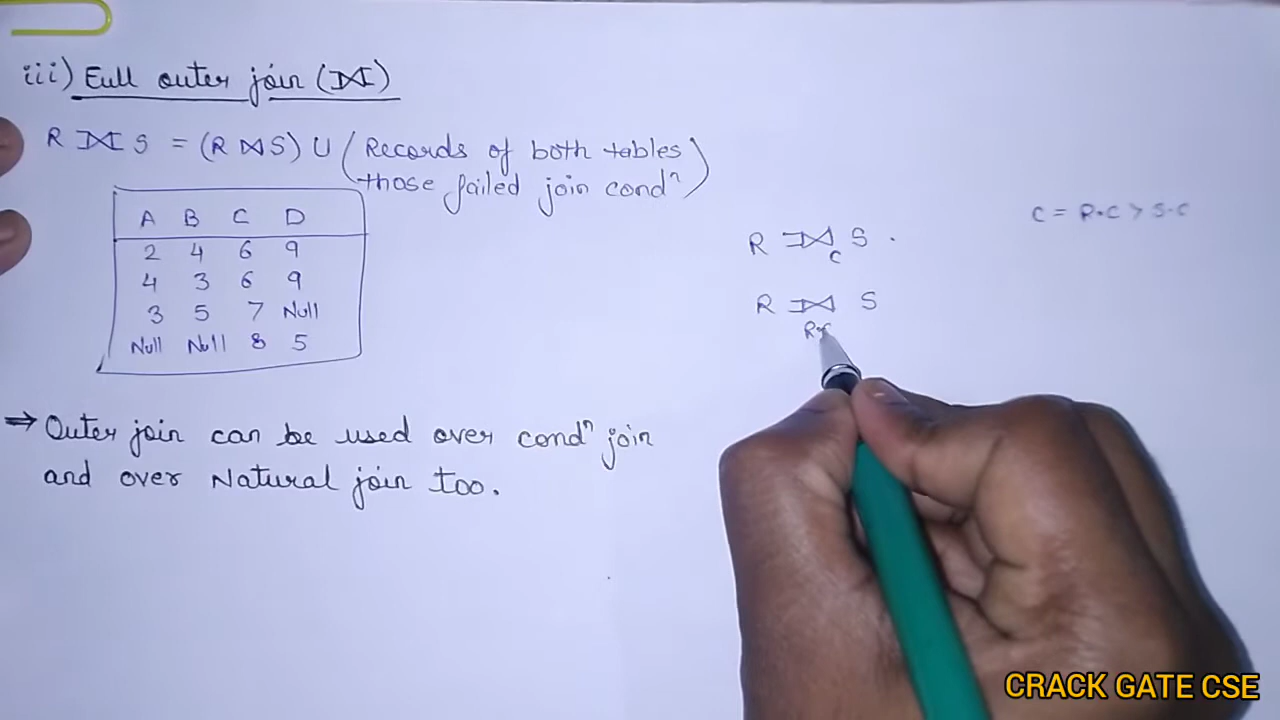 iii) Full outer join (⟗)
R ⟗ S = (R ⋈ S) U (Records of both tables
those failed join condⁿ)
A B C D
2 4 6 9
4 3 6 9
3 5 7 Null
Null Null 8 5
⇒ Outer join can be used over condⁿ join
and over Natural join too.
C = R.C > S.C
R ⟕ S .
C
R ⟕ S
CRACK GATE CSE